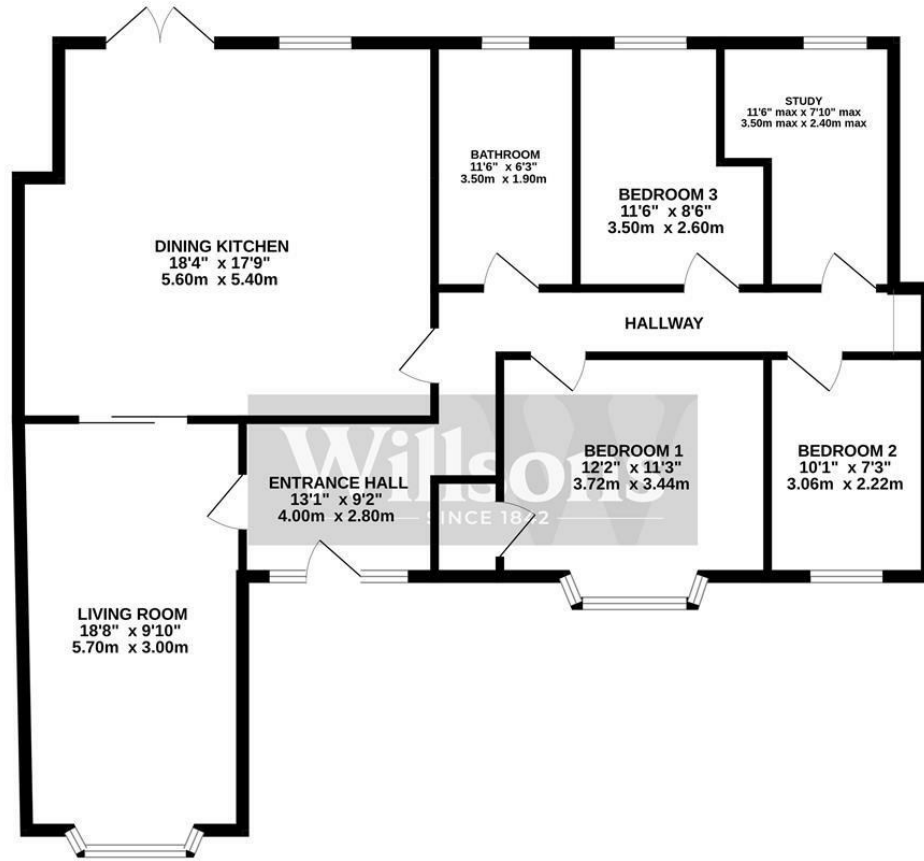 STUDY
11'6" max x 7'10" max
3.50m max x 2.40m max
BATHROOM
11'6" x 6'3"
3.50m x 1.90m
BEDROOM 3
11'6" x 8'6"
3.50m x 2.60m
DINING KITCHEN
18'4" x 17'9"
5.60m x 5.40m
HALLWAY
Willsons
SINCE 1842
ENTRANCE HALL
13'1" x 9'2"
4.00m x 2.80m
BEDROOM 1
12'2" x 11'3"
3.72m x 3.44m
BEDROOM 2
10'1" x 7'3"
3.06m x 2.22m
LIVING ROOM
18'8" x 9'10"
5.70m x 3.00m